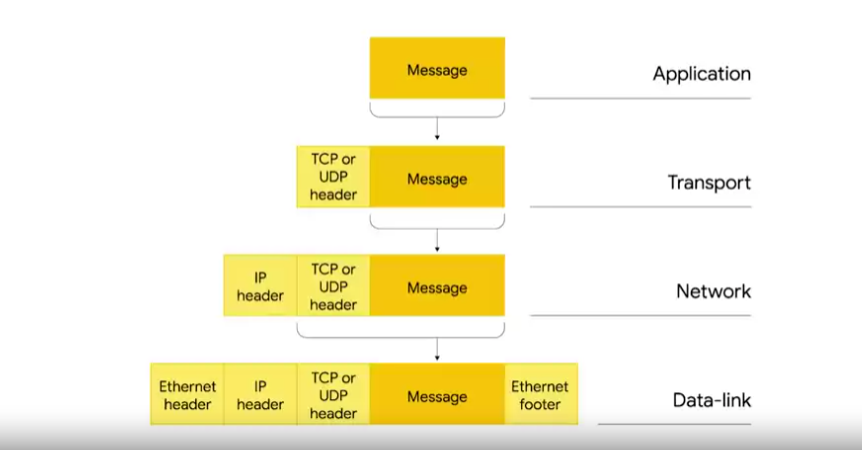 Message
Application
TCP or
UDP
header
Message
Transport
IP
header
TCP or
UDP
header
Message
Network
Ethernet
header
IP
header
TCP or
UDP
header
Message
Ethernet
footer
Data-link